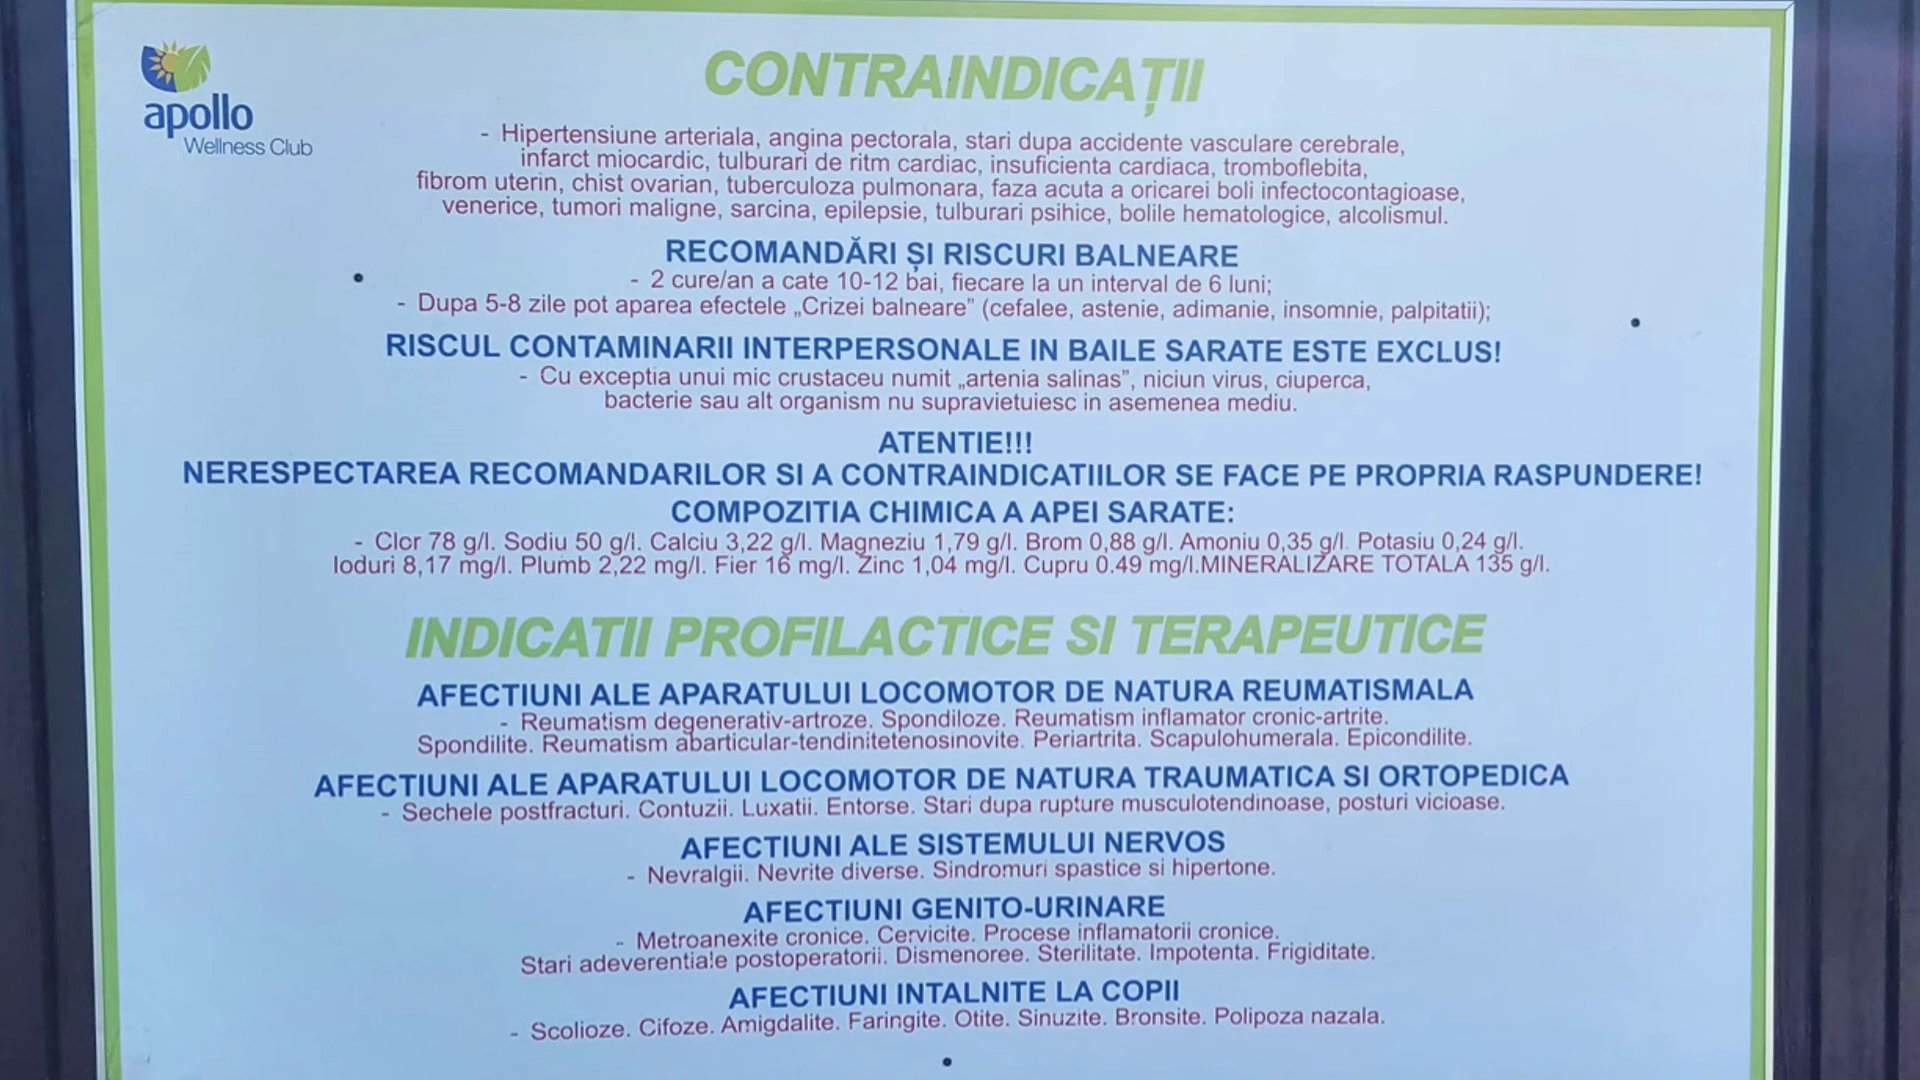 apollo
Wellness Club
CONTRAINDICAȚII
- Hipertensiune arteriala, angina pectorala, stari dupa accidente vasculare cerebrale,
infarct miocardic, tulburari de ritm cardiac, insuficienta cardiaca, tromboflebita,
fibrom uterin, chist ovarian, tuberculoza pulmonara, faza acuta a oricarei boli infectocontagioase,
venerice, tumori maligne, sarcina, epilepsie, tulburari psihice, bolile hematologice, alcolismul.
RECOMANDĂRI ȘI RISCURI BALNEARE
- 2 cure/an a cate 10-12 bai, fiecare la un interval de 6 luni;
- Dupa 5-8 zile pot aparea efectele „Crizei balneare” (cefalee, astenie, adimanie, insomnie, palpitatii);
RISCUL CONTAMINARII INTERPERSONALE IN BAILE SARATE ESTE EXCLUS!
- Cu exceptia unui mic crustaceu numit „artenia salinas”, niciun virus, ciuperca,
bacterie sau alt organism nu supravietuiesc in asemenea mediu.
ATENTIE!!!
NERESPECTAREA RECOMANDARILOR SI A CONTRAINDICATIILOR SE FACE PE PROPRIA RASPUNDERE!
COMPOZITIA CHIMICA A APEI SARATE:
- Clor 78 g/l. Sodiu 50 g/l. Calciu 3,22 g/l. Magneziu 1,79 g/l. Brom 0,88 g/l. Amoniu 0,35 g/l. Potasiu 0,24 g/l.
Ioduri 8,17 mg/l. Plumb 2,22 mg/l. Fier 16 mg/l. Zinc 1,04 mg/l. Cupru 0.49 mg/l.MINERALIZARE TOTALA 135 g/l.
INDICATII PROFILACTICE SI TERAPEUTICE
AFECTIUNI ALE APARATULUI LOCOMOTOR DE NATURA REUMATISMALA
- Reumatism degenerativ-artroze. Spondiloze. Reumatism inflamator cronic-artrite.
Spondilite. Reumatism abarticular-tendinitetenosinovite. Periartrita. Scapulohumerala. Epicondilite.
AFECTIUNI ALE APARATULUI LOCOMOTOR DE NATURA TRAUMATICA SI ORTOPEDICA
- Sechele postfracturi. Contuzii. Luxatii. Entorse. Stari dupa rupture musculotendinoase, posturi vicioase.
AFECTIUNI ALE SISTEMULUI NERVOS
- Nevralgii. Nevrite diverse. Sindromuri spastice si hipertone.
AFECTIUNI GENITO-URINARE
- Metroanexite cronice. Cervicite. Procese inflamatorii cronice.
Stari adeverentiale postoperatorii. Dismenoree. Sterilitate. Impotenta. Frigiditate.
AFECTIUNI INTALNITE LA COPII
- Scolioze. Cifoze. Amigdalite. Faringite. Otite. Sinuzite. Bronsite. Polipoza nazala.